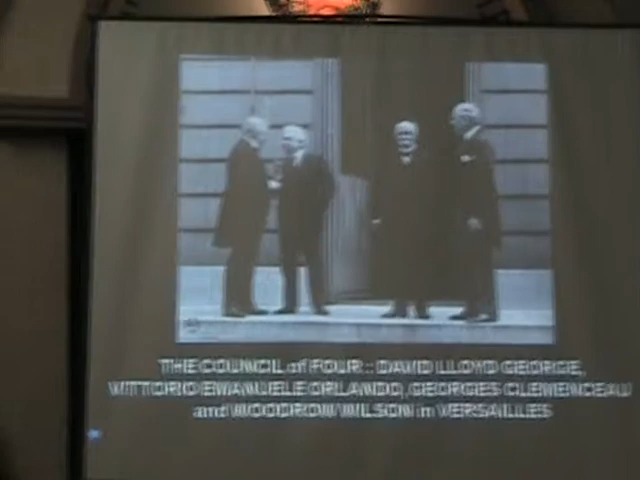 THE COUNCIL of FOUR : DAVID LLOYD GEORGE,
VITTORIO EMANUELE ORLANDO, GEORGES CLEMENCEAU
and WOODROW WILSON in VERSAILLES